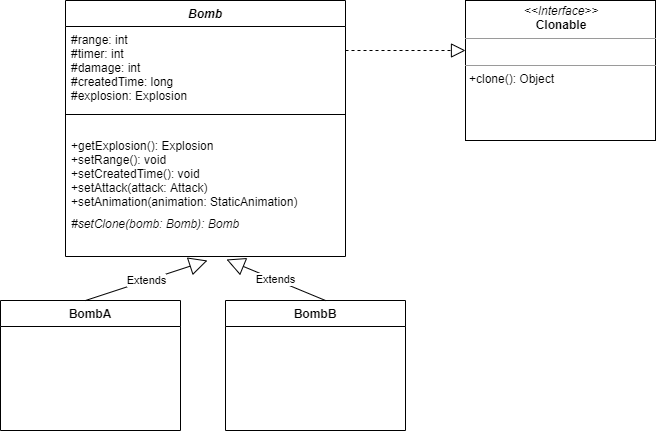 Bomb
#range: int
#timer: int
#damage: int
#createdTime: long
#explosion: Explosion
+getExplosion(): Explosion
+setRange(): void
+setCreatedTime(): void
+setAttack(attack: Attack)
+setAnimation(animation: StaticAnimation)
#setClone(bomb: Bomb): Bomb
<<Interface>>
Clonable
+clone(): Object
Extends
Extends
BombA
BombB